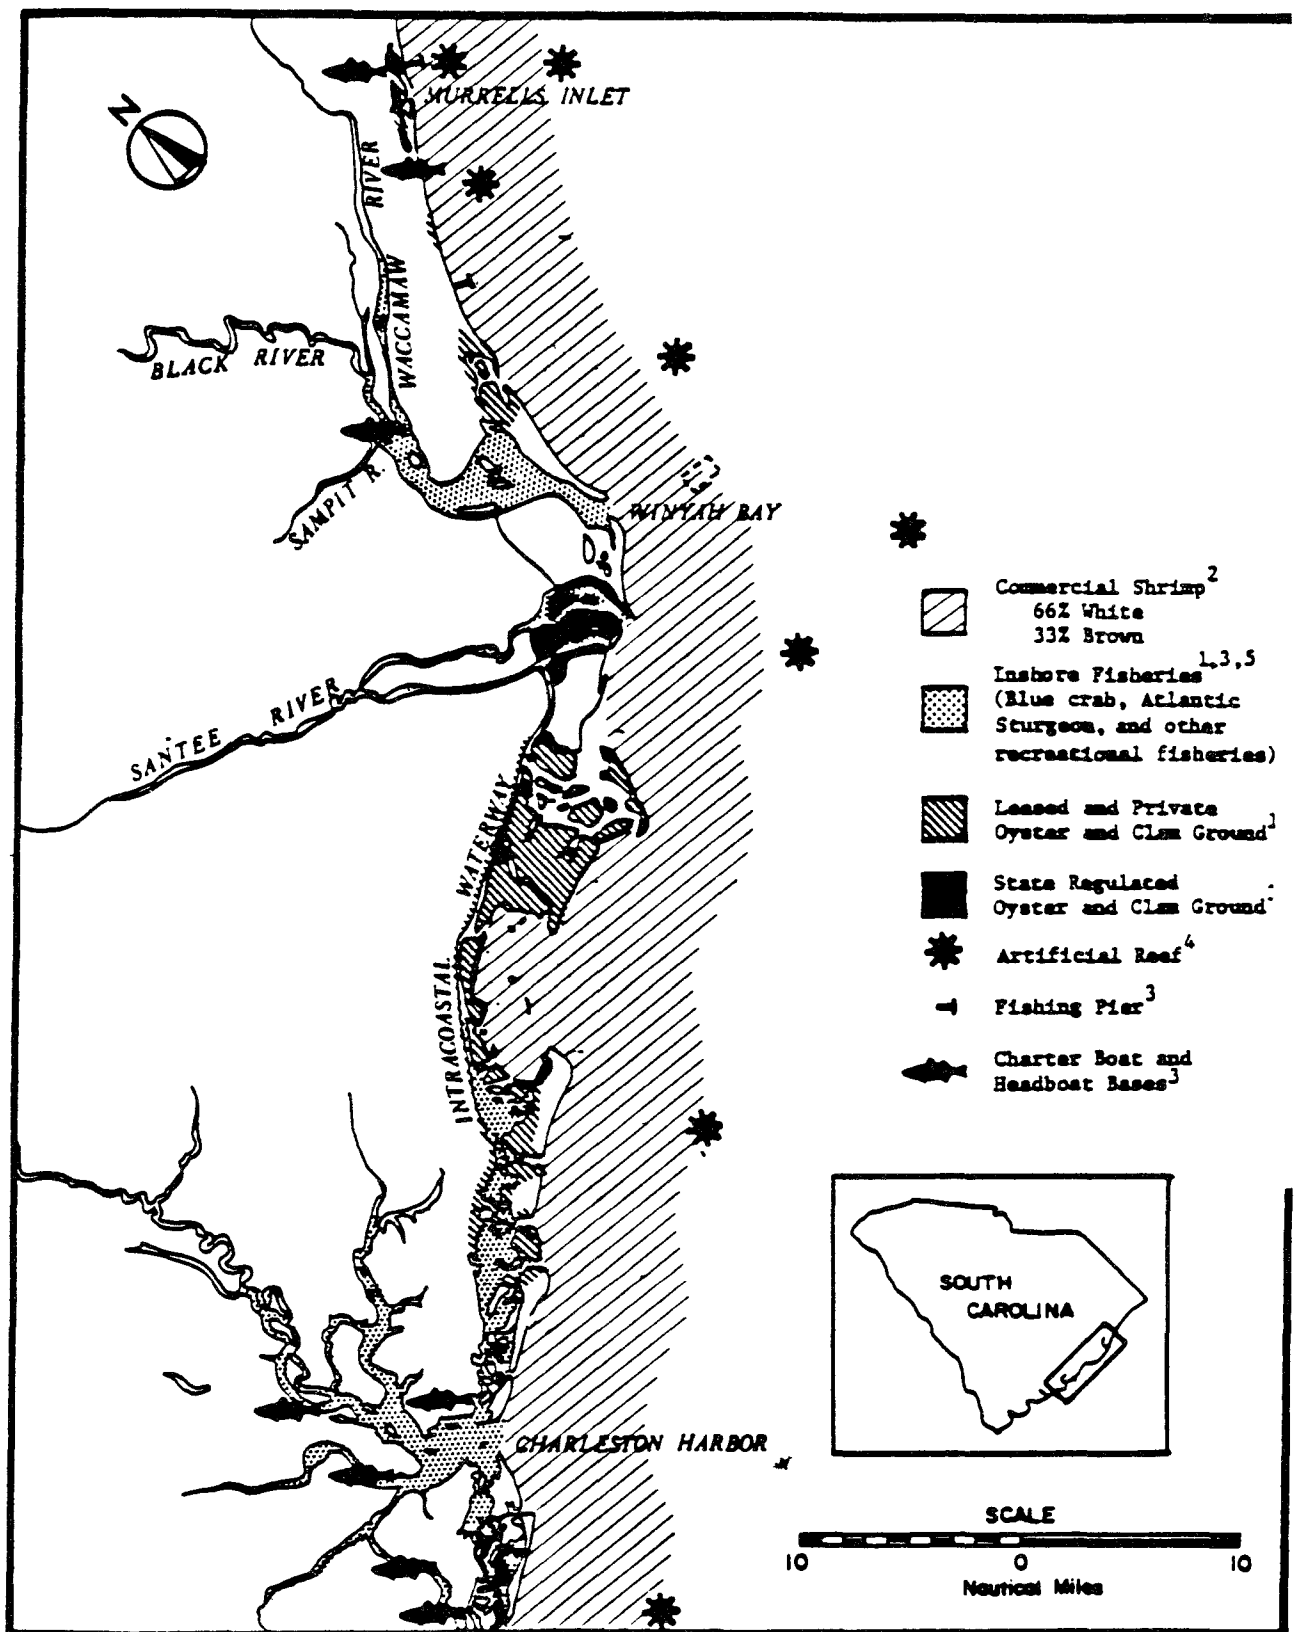 N
MURRELLS INLET
WACCAMAW RIVER
BLACK RIVER
SAMPIT R.
WINYAH BAY
SANTEE RIVER
INTRACOASTAL WATERWAY
CHARLESTON HARBOR
Commercial Shrimp2
66% White
33% Brown
Inshore Fisheries1,3,5
(Blue crab, Atlantic
Sturgeon, and other
recreational fisheries)
Leased and Private
Oyster and Clam Ground1
State Regulated
Oyster and Clam Ground
Artificial Reef4
Fishing Pier3
Charter Boat and
Headboat Bases3
SOUTH
CAROLINA
SCALE
10 0 10
Nautical Miles